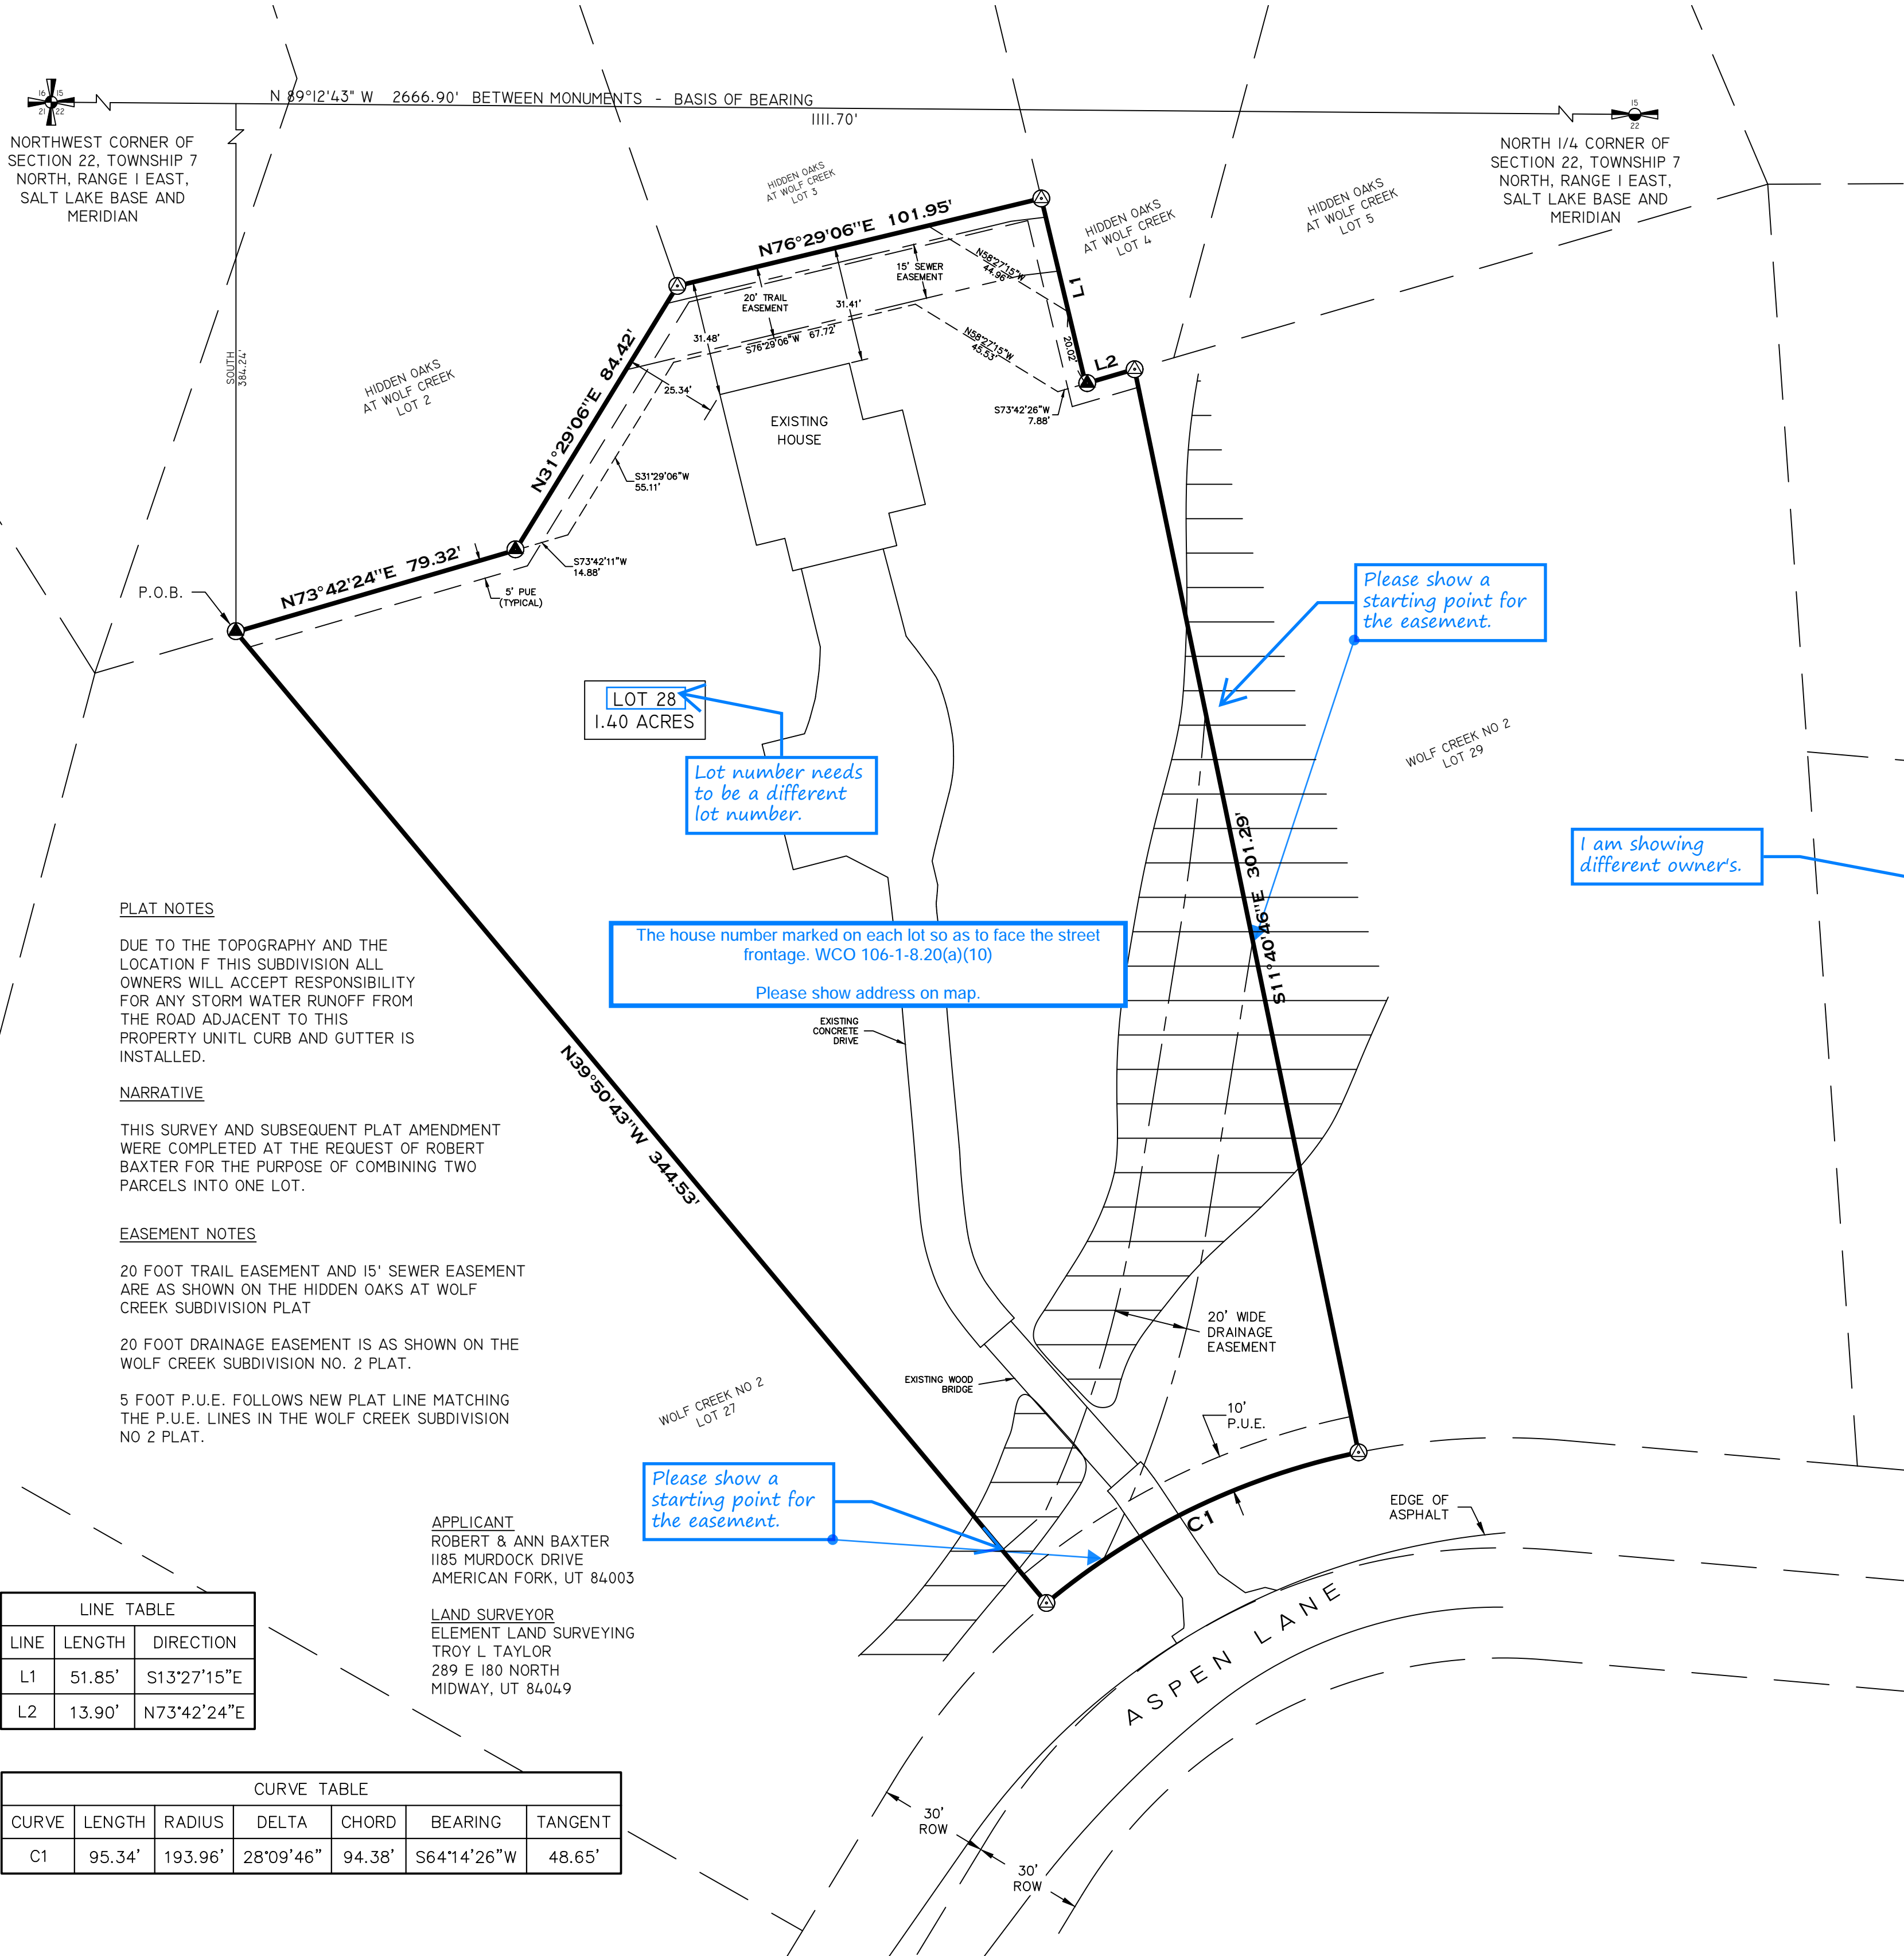 N 89°12'43" W 2666.90' BETWEEN MONUMENTS - BASIS OF BEARING
1111.70'
16 15
21 22
NORTHWEST CORNER OF
SECTION 22, TOWNSHIP 7
NORTH, RANGE 1 EAST,
SALT LAKE BASE AND
MERIDIAN
15
22
NORTH 1/4 CORNER OF
SECTION 22, TOWNSHIP 7
NORTH, RANGE 1 EAST,
SALT LAKE BASE AND
MERIDIAN
HIDDEN OAKS
AT WOLF CREEK
LOT 3
HIDDEN OAKS
AT WOLF CREEK
LOT 4
HIDDEN OAKS
AT WOLF CREEK
LOT 5
N76°29'06"E 101.95'
15' SEWER
EASEMENT
N58°27'15"W
44.96'
L1
20' TRAIL
EASEMENT
31.41'
31.48'
S76°29'06"W 67.72'
N58°27'15"W
45.53'
20.02'
L2
S73°42'26"W
7.88'
SOUTH
384.24'
HIDDEN OAKS
AT WOLF CREEK
LOT 2
N31°29'06"E 84.42'
25.34'
EXISTING
HOUSE
S31°29'06"W
55.11'
S73°42'11"W
14.88'
N73°42'24"E 79.32'
5' PUE
(TYPICAL)
P.O.B.
Please show a
starting point for
the easement.
LOT 28
1.40 ACRES
Lot number needs
to be a different
lot number.
WOLF CREEK NO 2
LOT 29
S11°40'46"E 301.29'
I am showing
different owner's.
The house number marked on each lot so as to face the street
frontage. WCO 106-1-8.20(a)(10)
Please show address on map.
EXISTING
CONCRETE
DRIVE
N39°50'43"W 344.53'
PLAT NOTES
DUE TO THE TOPOGRAPHY AND THE
LOCATION F THIS SUBDIVISION ALL
OWNERS WILL ACCEPT RESPONSIBILITY
FOR ANY STORM WATER RUNOFF FROM
THE ROAD ADJACENT TO THIS
PROPERTY UNITL CURB AND GUTTER IS
INSTALLED.
NARRATIVE
THIS SURVEY AND SUBSEQUENT PLAT AMENDMENT
WERE COMPLETED AT THE REQUEST OF ROBERT
BAXTER FOR THE PURPOSE OF COMBINING TWO
PARCELS INTO ONE LOT.
EASEMENT NOTES
20 FOOT TRAIL EASEMENT AND 15' SEWER EASEMENT
ARE AS SHOWN ON THE HIDDEN OAKS AT WOLF
CREEK SUBDIVISION PLAT
20 FOOT DRAINAGE EASEMENT IS AS SHOWN ON THE
WOLF CREEK SUBDIVISION NO. 2 PLAT.
5 FOOT P.U.E. FOLLOWS NEW PLAT LINE MATCHING
THE P.U.E. LINES IN THE WOLF CREEK SUBDIVISION
NO 2 PLAT.
20' WIDE
DRAINAGE
EASEMENT
EXISTING WOOD
BRIDGE
WOLF CREEK NO 2
LOT 27
10'
P.U.E.
Please show a
starting point for
the easement.
C1
EDGE OF
ASPHALT
ASPEN LANE
APPLICANT
ROBERT & ANN BAXTER
1185 MURDOCK DRIVE
AMERICAN FORK, UT 84003
LAND SURVEYOR
ELEMENT LAND SURVEYING
TROY L TAYLOR
289 E 180 NORTH
MIDWAY, UT 84049
LINE TABLE
LINE LENGTH DIRECTION
L1 51.85' S13°27'15"E
L2 13.90' N73°42'24"E
CURVE TABLE
CURVE LENGTH RADIUS DELTA CHORD BEARING TANGENT
C1 95.34' 193.96' 28°09'46" 94.38' S64°14'26"W 48.65'
30'
ROW
30'
ROW